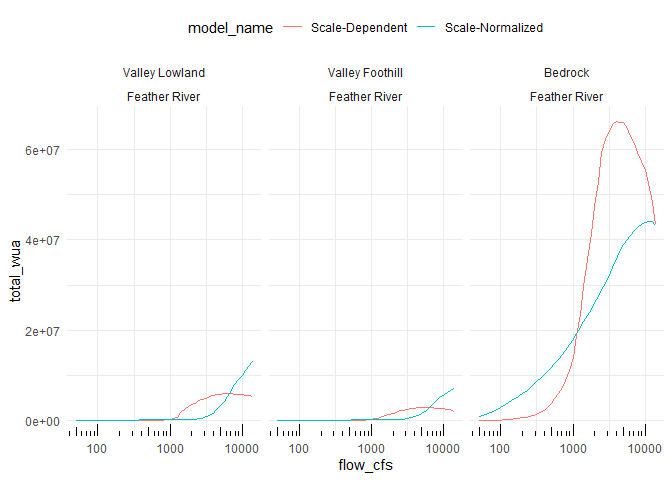 model_name Scale-Dependent Scale-Normalized
Valley Lowland Valley Foothill Bedrock
Feather River Feather River Feather River
6e+07
4e+07
2e+07
0e+00
total_wua
100 1000 10000 100 1000 10000 100 1000 10000
flow_cfs